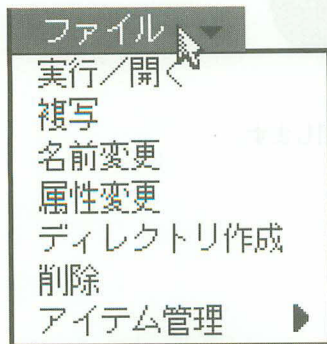 ファイル
実行／開く
複写
名前変更
属性変更
ディレクトリ作成
削除
アイテム管理